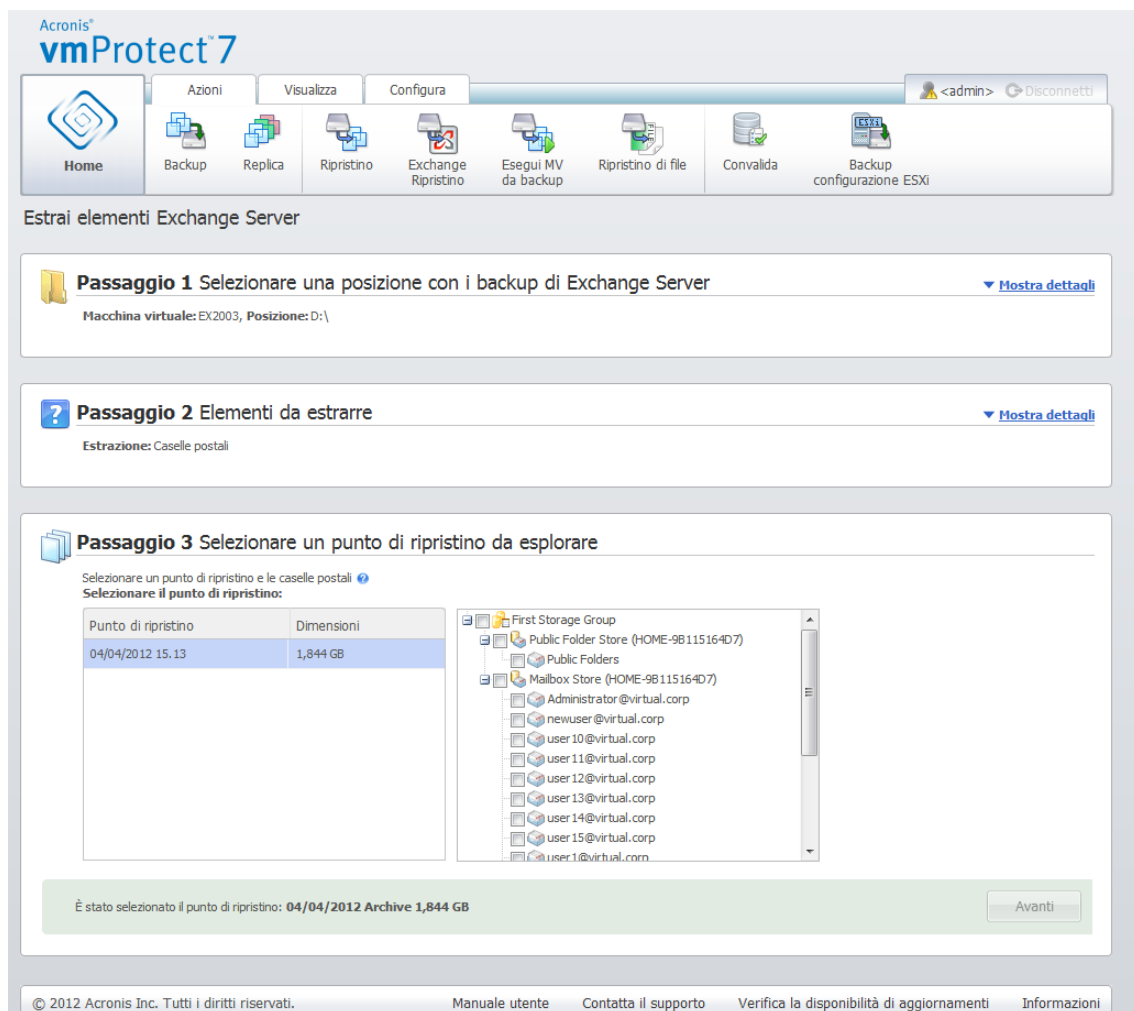 Acronis®
vmProtect™ 7
Azioni Visualizza Configura <admin> Disconnetti
Home Backup Replica Ripristino Exchange Ripristino Esegui MV da backup Ripristino di file Convalida Backup configurazione ESXi
Estrai elementi Exchange Server
Passaggio 1 Selezionare una posizione con i backup di Exchange Server Mostra dettagli
Macchina virtuale: EX2003, Posizione: D:\
Passaggio 2 Elementi da estrarre Mostra dettagli
Estrazione: Caselle postali
Passaggio 3 Selezionare un punto di ripristino da esplorare
Selezionare un punto di ripristino e le caselle postali
Selezionare il punto di ripristino:
Punto di ripristino Dimensioni
04/04/2012 15.13 1,844 GB
First Storage Group
Public Folder Store (HOME-9B115164D7)
Public Folders
Mailbox Store (HOME-9B115164D7)
Administrator@virtual.corp
newuser@virtual.corp
user10@virtual.corp
user11@virtual.corp
user12@virtual.corp
user13@virtual.corp
user14@virtual.corp
user15@virtual.corp
user1@virtual.corp
È stato selezionato il punto di ripristino: 04/04/2012 Archive 1,844 GB Avanti
© 2012 Acronis Inc. Tutti i diritti riservati. Manuale utente Contatta il supporto Verifica la disponibilità di aggiornamenti Informazioni